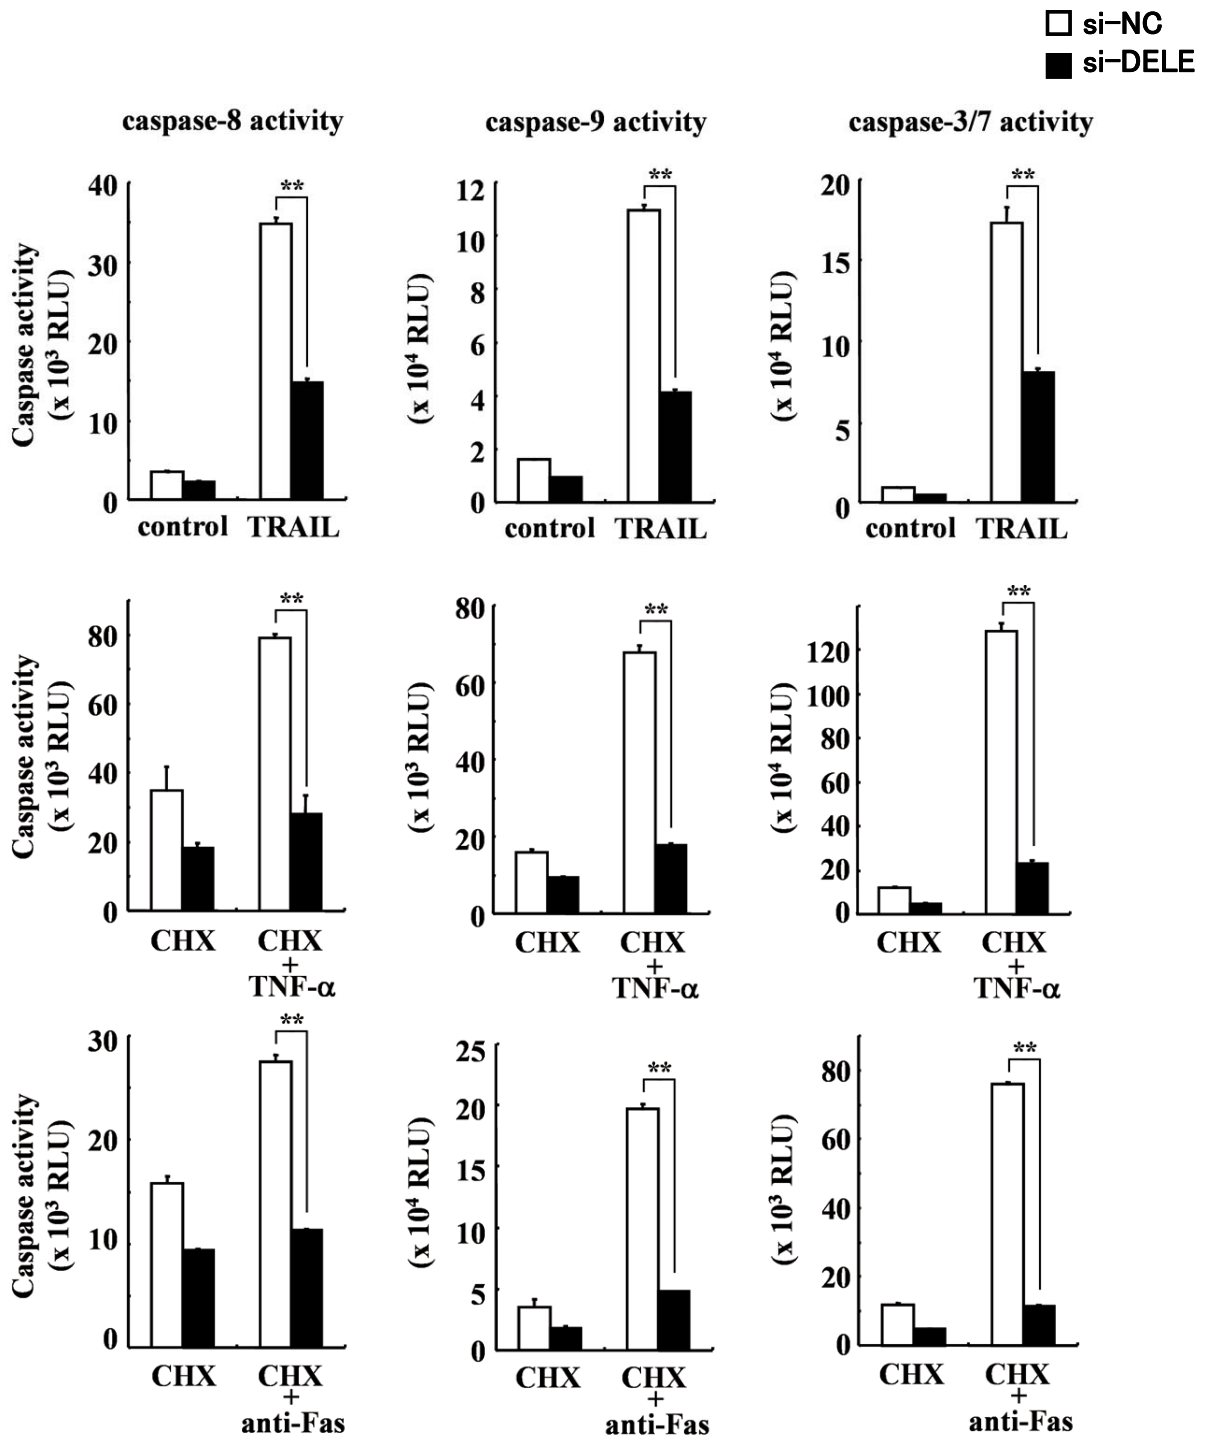 si-NC
si-DELE
caspase-8 activity
caspase-9 activity
caspase-3/7 activity
Caspase activity
(x 10³ RLU)
40
30
20
10
0
**
control TRAIL
(x 10⁴ RLU)
12
10
8
6
4
2
0
**
control TRAIL
(x 10⁴ RLU)
20
15
10
5
0
**
control TRAIL
Caspase activity
(x 10³ RLU)
80
60
40
20
0
**
CHX CHX
+
TNF-α
(x 10³ RLU)
80
60
40
20
0
**
CHX CHX
+
TNF-α
(x 10⁴ RLU)
120
100
80
60
40
20
0
**
CHX CHX
+
TNF-α
Caspase activity
(x 10³ RLU)
30
20
10
0
**
CHX CHX
+
anti-Fas
(x 10⁴ RLU)
25
20
15
10
5
0
**
CHX CHX
+
anti-Fas
(x 10³ RLU)
80
60
40
20
0
**
CHX CHX
+
anti-Fas